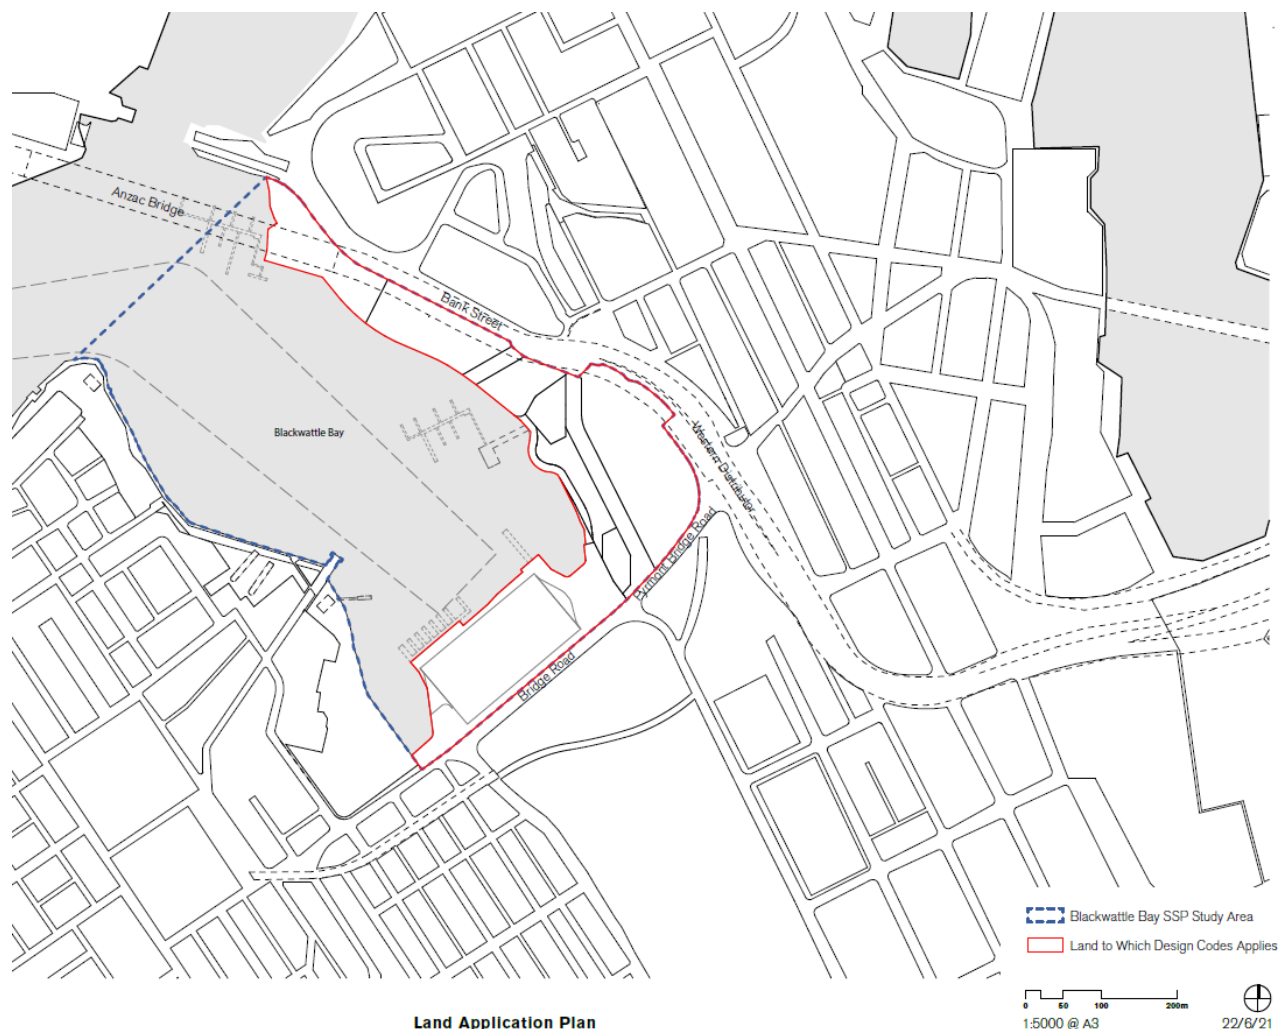 Anzac Bridge
Bank Street
Blackwattle Bay
Western Distributor
Pyrmont Bridge Road
Bridge Road
Blackwattle Bay SSP Study Area
Land to Which Design Codes Applies
0 50 100 200m
1:5000 @ A3
22/6/21
Land Application Plan